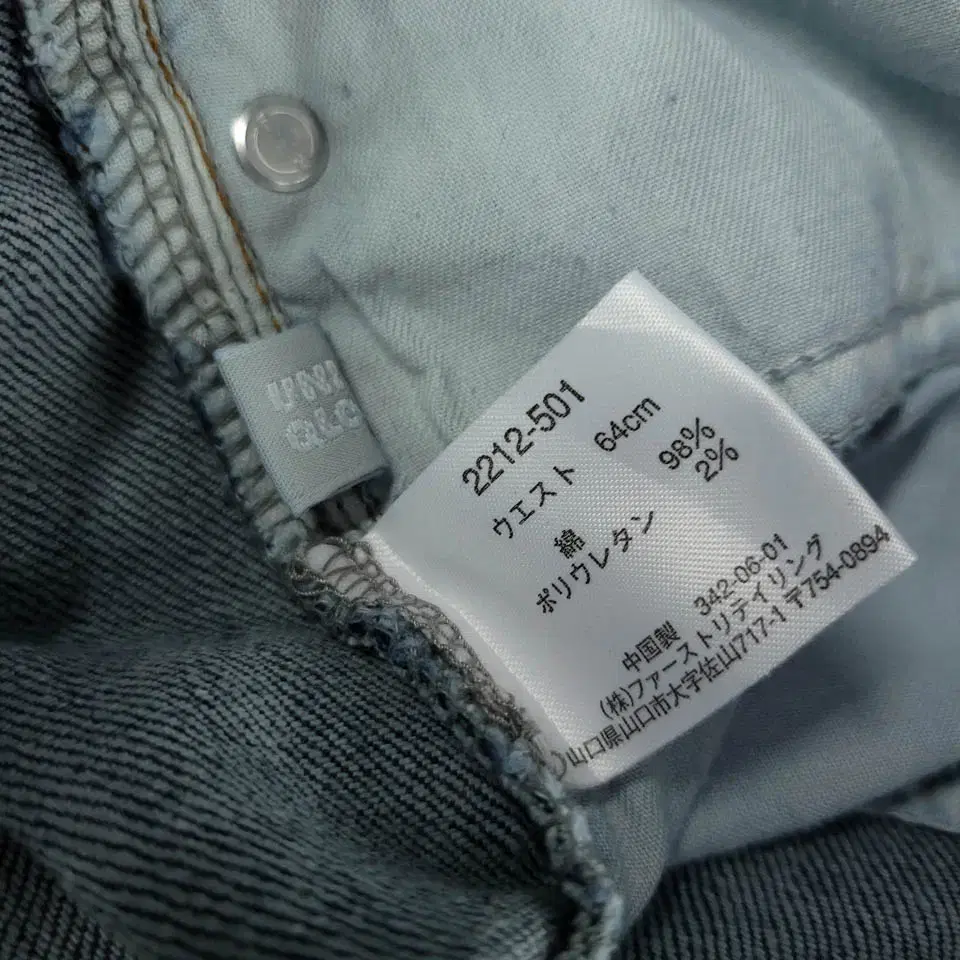 UNI
QLO
2212-501
ウエスト 64cm
綿 98%
ポリウレタン 2%
342-06-01
中国製
(株)ファーストリテイリング
山口県山口市大字佐山717-1 〒754-0894